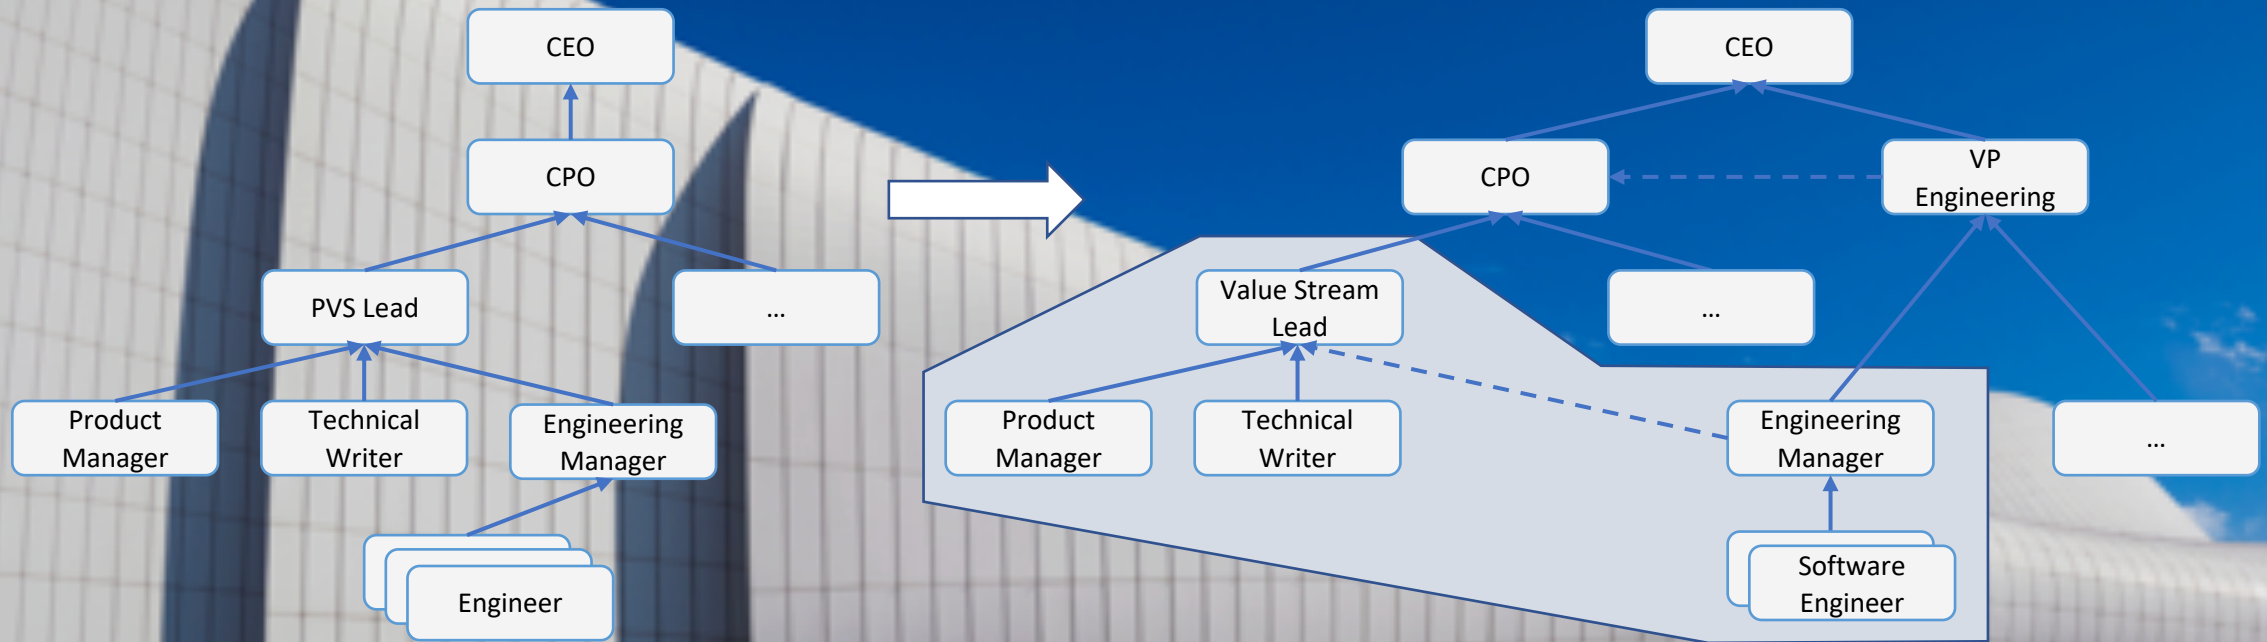 CEO
CPO
PVS Lead
...
Product
Manager
Technical
Writer
Engineering
Manager
Engineer
CEO
CPO
VP
Engineering
Value Stream
Lead
...
Product
Manager
Technical
Writer
Engineering
Manager
...
Software
Engineer